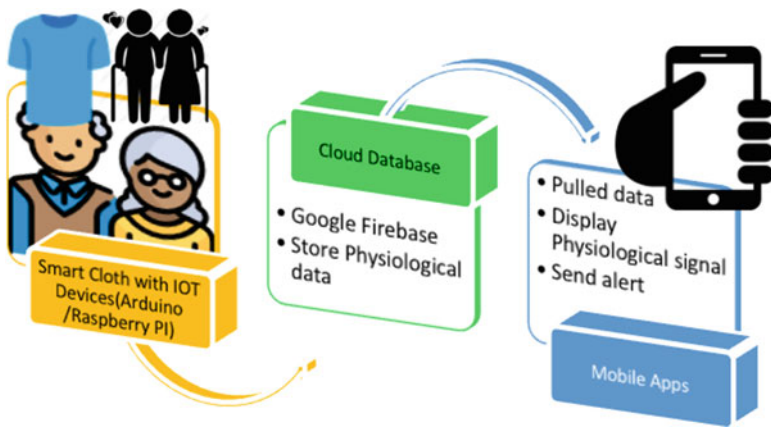 Smart Cloth with IOT
Devices(Arduino
/Raspberry PI)
Cloud Database
• Google Firebase
• Store Physiological
data
• Pulled data
• Display
Physiological signal
• Send alert
Mobile Apps